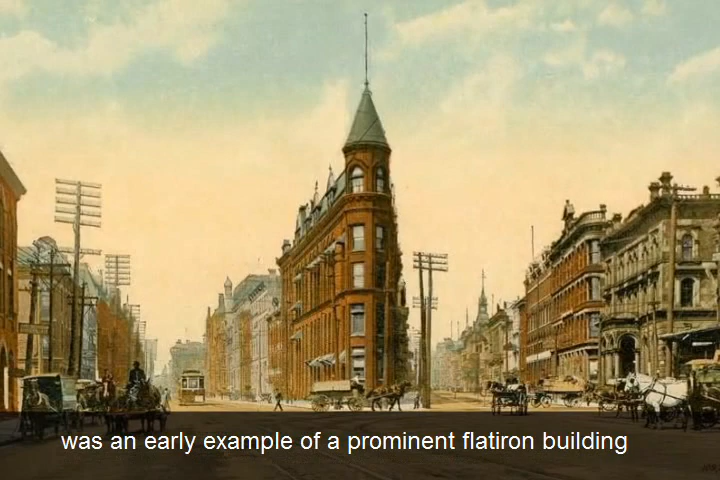 was an early example of a prominent flatiron building